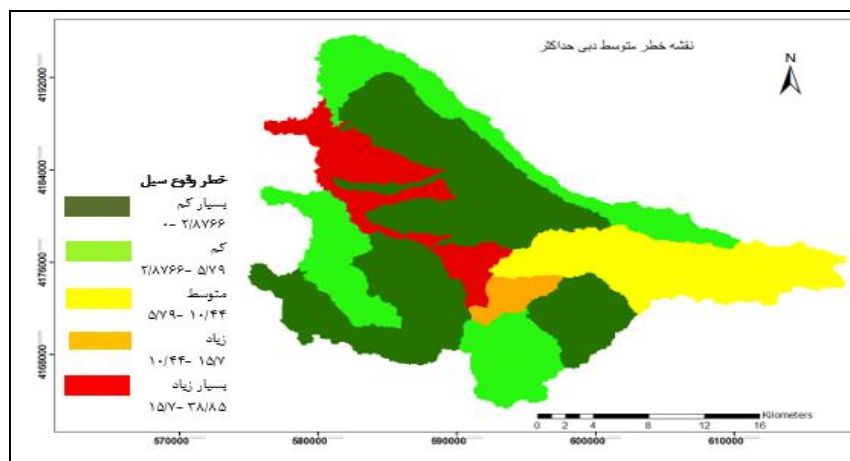 نقشه خطر متوسط دبی حداکثر
N
4192000
4184000
4176000
4168000
خطر وقوع سیل
بسیار کم
۰- ۲/۸۷۶۶
کم
۲/۸۷۶۶- ۵/۷۹
متوسط
۵/۷۹- ۱۰/۴۴
زیاد
۱۰/۴۴- ۱۵/۷
بسیار زیاد
۱۵/۷- ۳۸/۸۵
Kilometers
0 2 4 8 12 16
570000 580000 590000 600000 610000